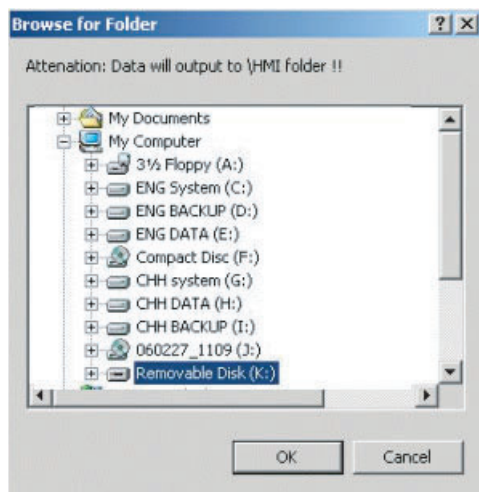 Browse for Folder
Attenation: Data will output to \HMI folder !!
My Documents
My Computer
3½ Floppy (A:)
ENG System (C:)
ENG BACKUP (D:)
ENG DATA (E:)
Compact Disc (F:)
CHH system (G:)
CHH DATA (H:)
CHH BACKUP (I:)
060227_1109 (J:)
Removable Disk (K:)
OK Cancel